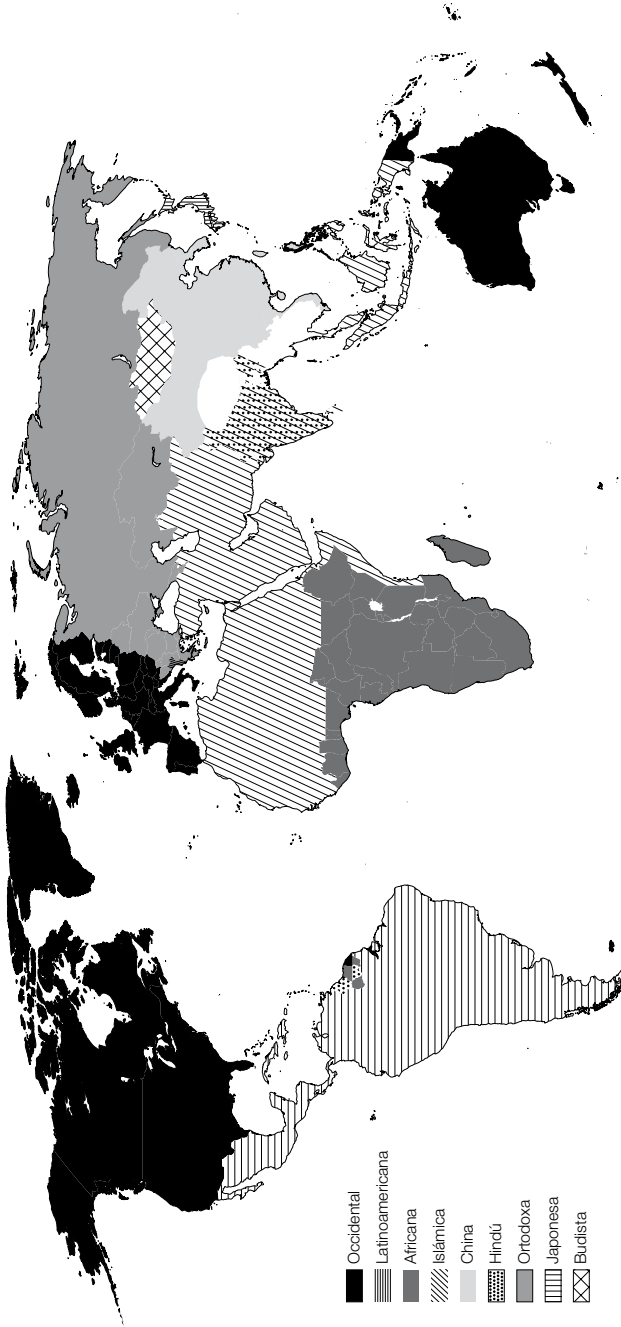 Occidental
Latinoamericana
Africana
Islámica
China
Hindú
Ortodoxa
Japonesa
Budista